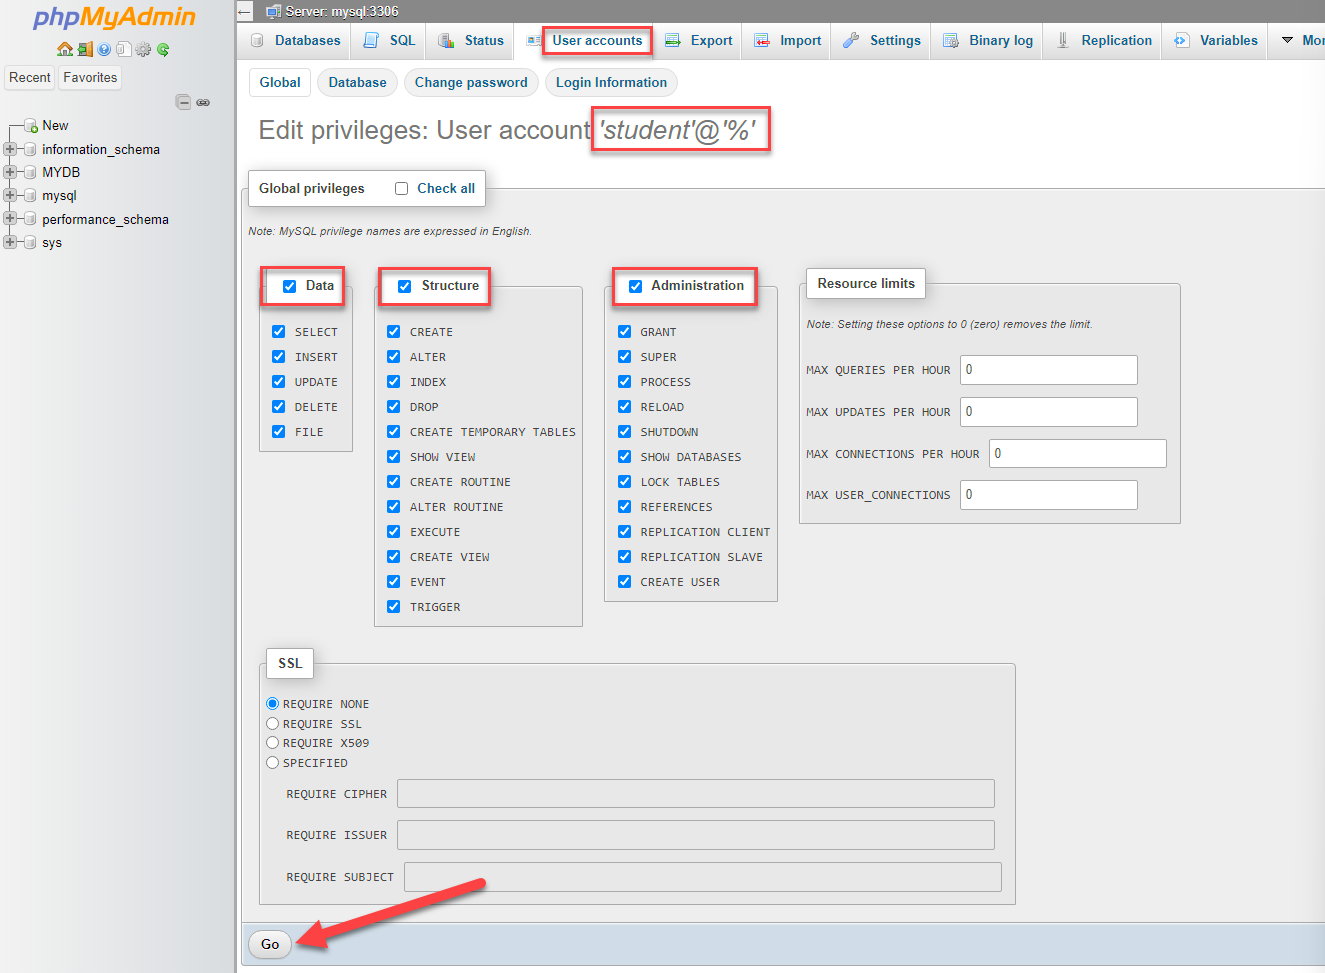 phpMyAdmin
Recent Favorites
New
information_schema
MYDB
mysql
performance_schema
sys
Server: mysql:3306
Databases SQL Status User accounts Export Import Settings Binary log Replication Variables Mor
Global Database Change password Login Information
Edit privileges: User account 'student'@'%'
Global privileges Check all
Note: MySQL privilege names are expressed in English.
Data
SELECT
INSERT
UPDATE
DELETE
FILE
Structure
CREATE
ALTER
INDEX
DROP
CREATE TEMPORARY TABLES
SHOW VIEW
CREATE ROUTINE
ALTER ROUTINE
EXECUTE
CREATE VIEW
EVENT
TRIGGER
Administration
GRANT
SUPER
PROCESS
RELOAD
SHUTDOWN
SHOW DATABASES
LOCK TABLES
REFERENCES
REPLICATION CLIENT
REPLICATION SLAVE
CREATE USER
Resource limits
Note: Setting these options to 0 (zero) removes the limit.
MAX QUERIES PER HOUR 0
MAX UPDATES PER HOUR 0
MAX CONNECTIONS PER HOUR 0
MAX USER_CONNECTIONS 0
SSL
REQUIRE NONE
REQUIRE SSL
REQUIRE X509
SPECIFIED
REQUIRE CIPHER
REQUIRE ISSUER
REQUIRE SUBJECT
Go